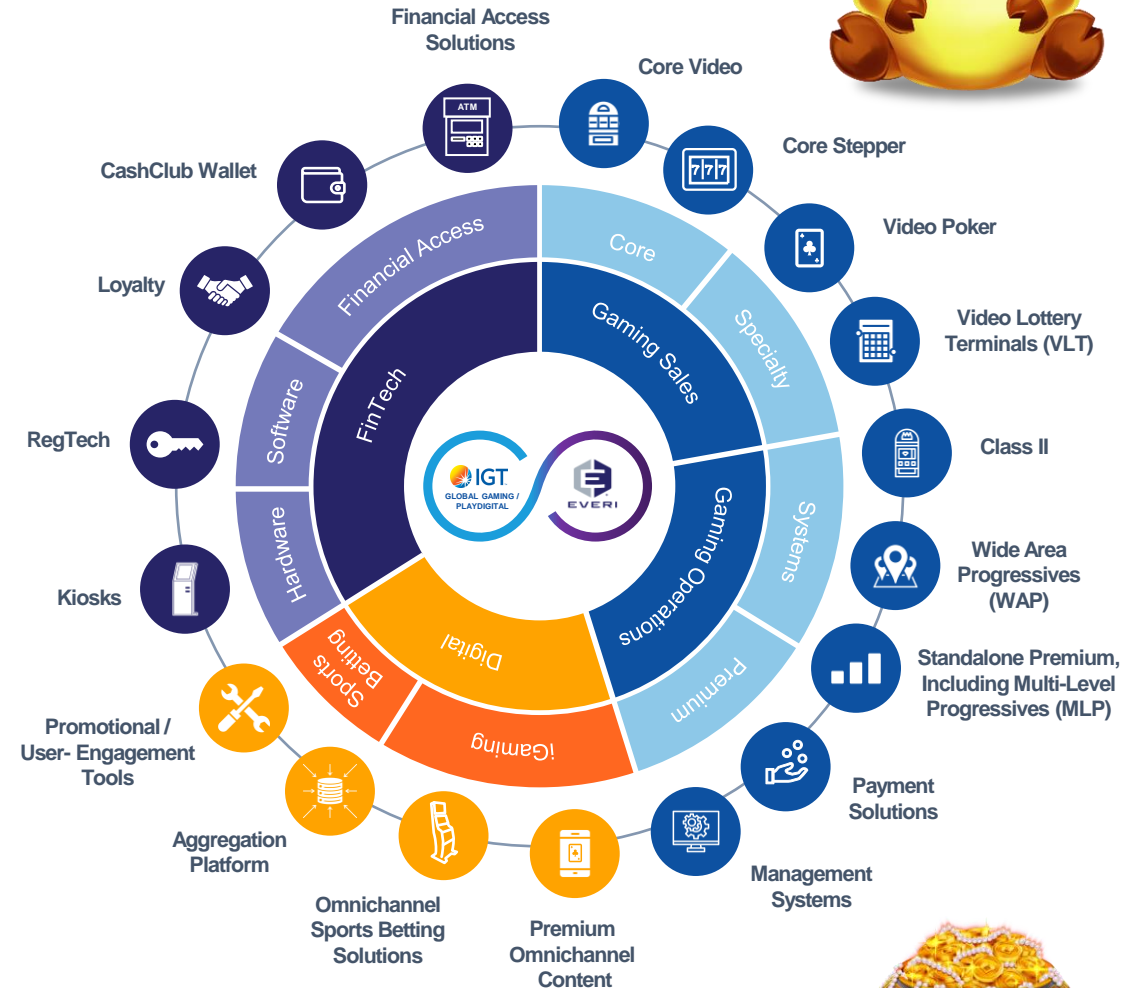 Financial Access
Solutions
Core Video
Core Stepper
Video Poker
Video Lottery
Terminals (VLT)
Class II
Wide Area
Progressives
(WAP)
Standalone Premium,
Including Multi-Level
Progressives (MLP)
Payment
Solutions
Management
Systems
Premium
Omnichannel
Content
Omnichannel
Sports Betting
Solutions
Aggregation
Platform
Promotional /
User- Engagement
Tools
Kiosks
RegTech
Loyalty
CashClub Wallet
ATM
777
Financial Access
Software
Hardware
Core
Specialty
Systems
Premium
iGaming
Sports
Betting
FinTech
Gaming Sales
Gaming Operations
Digital
IGT
GLOBAL GAMING /
PLAYDIGITAL
E
EVERI